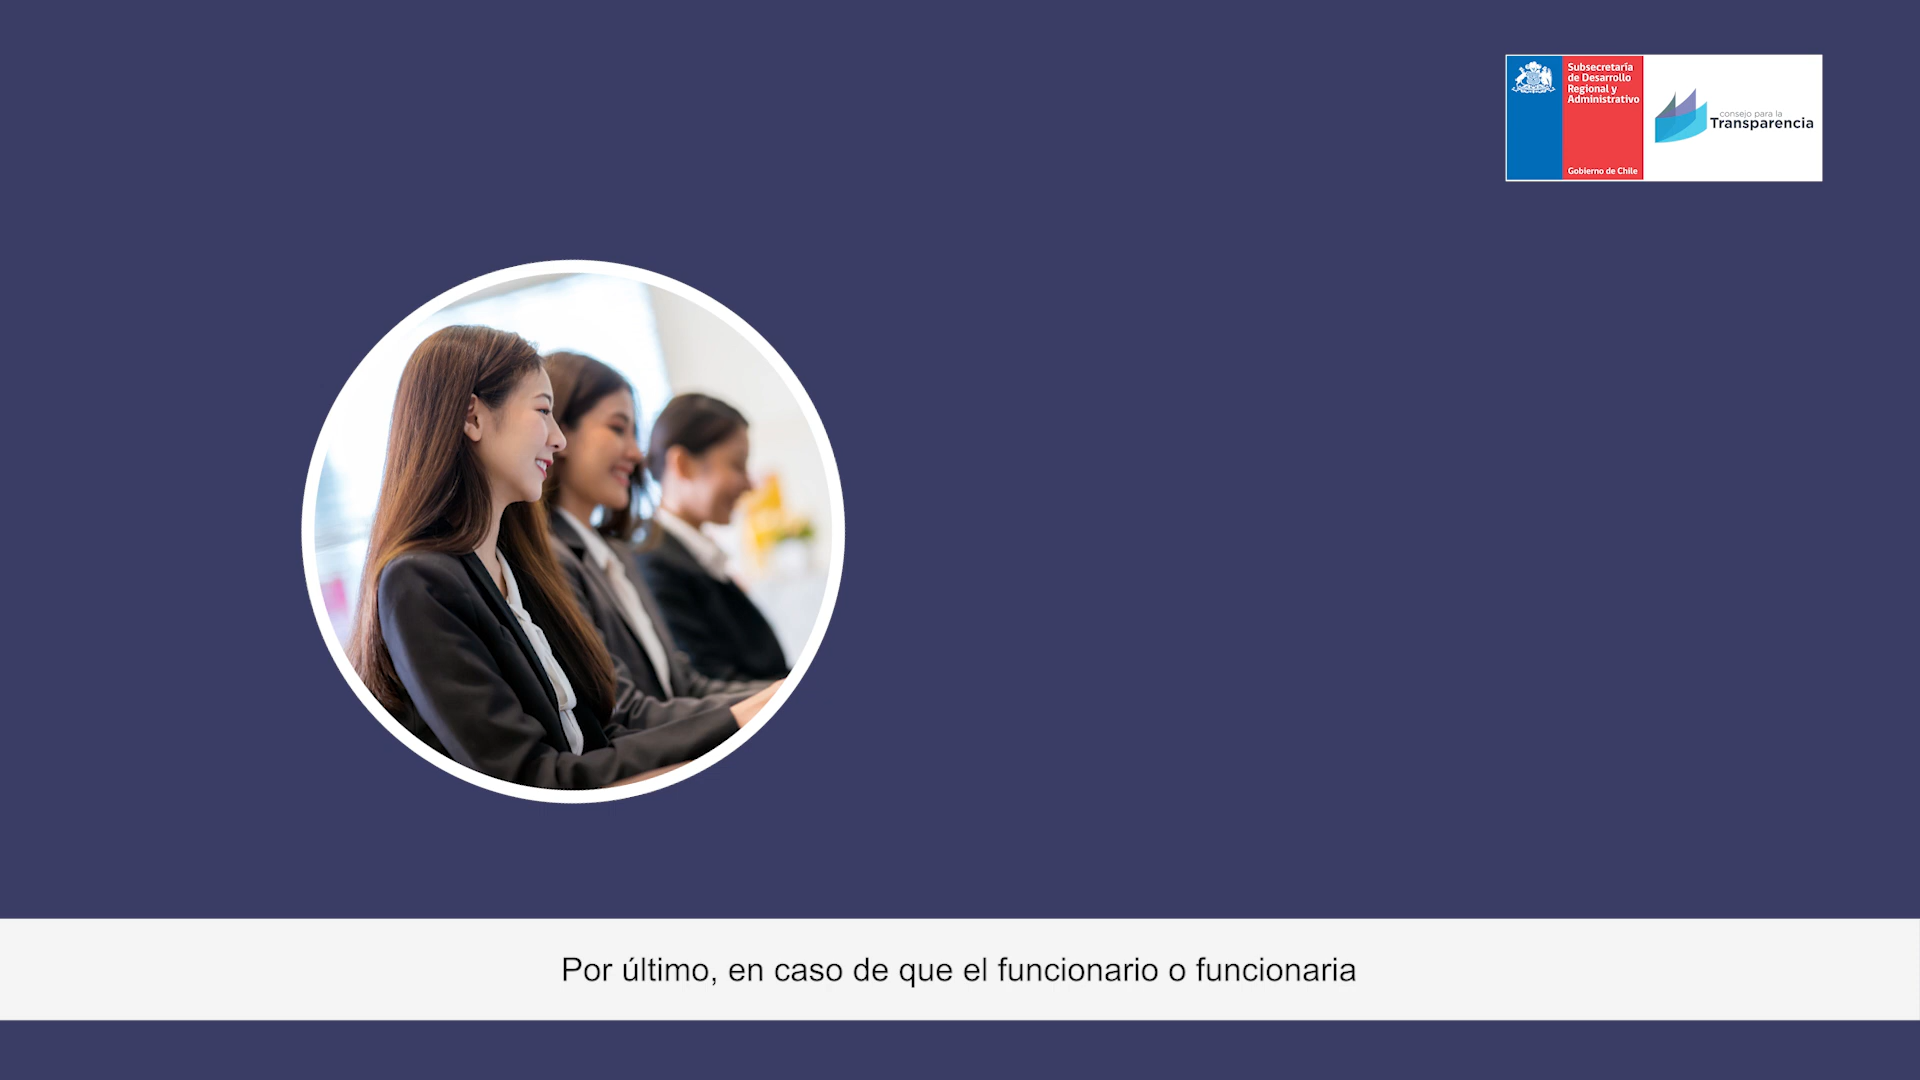 Subsecretaría
de Desarrollo
Regional y
Administrativo
Gobierno de Chile
consejo para la
Transparencia
Por último, en caso de que el funcionario o funcionaria